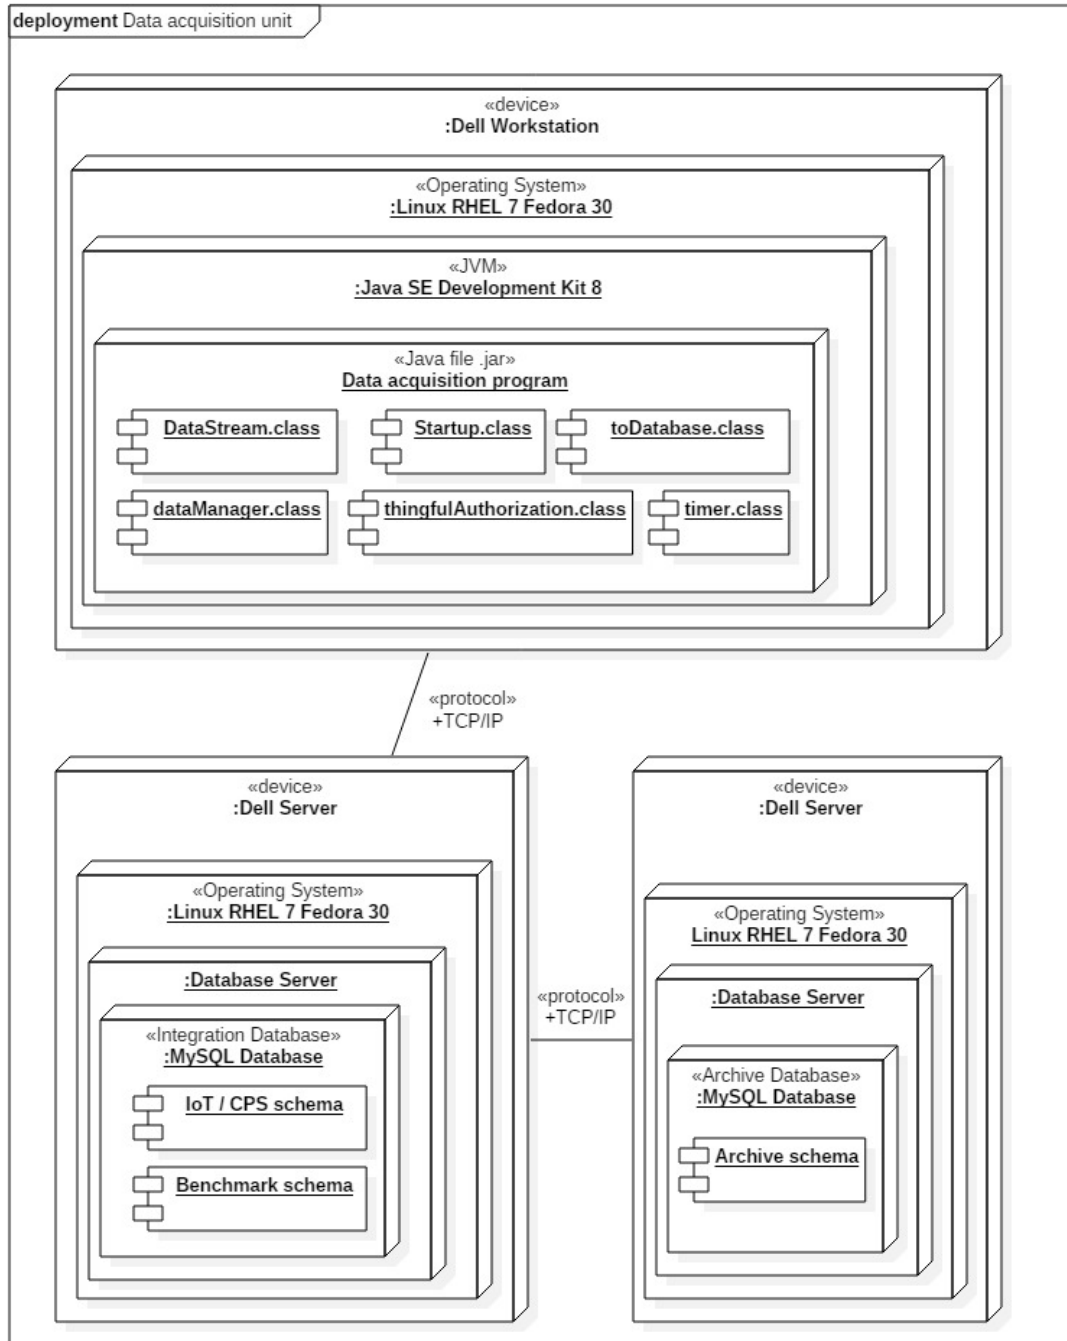 deployment Data acquisition unit
«device»
:Dell Workstation
«Operating System»
:Linux RHEL 7 Fedora 30
«JVM»
:Java SE Development Kit 8
«Java file .jar»
Data acquisition program
DataStream.class
Startup.class
toDatabase.class
dataManager.class
thingfulAuthorization.class
timer.class
«protocol»
+TCP/IP
«device»
:Dell Server
«Operating System»
:Linux RHEL 7 Fedora 30
:Database Server
«Integration Database»
:MySQL Database
IoT / CPS schema
Benchmark schema
«protocol»
+TCP/IP
«device»
:Dell Server
«Operating System»
Linux RHEL 7 Fedora 30
:Database Server
«Archive Database»
:MySQL Database
Archive schema